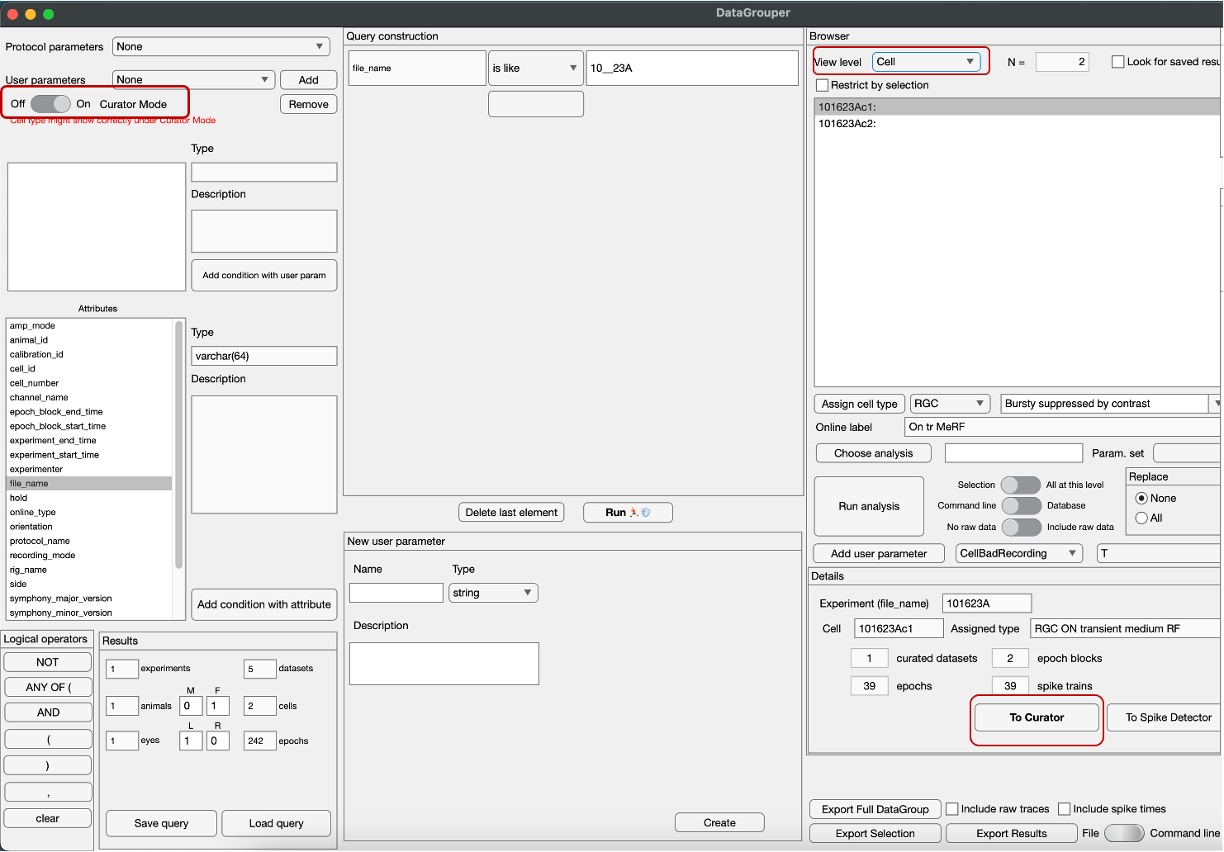 DataGrouper
Protocol parameters None
User parameters None Add
Off On Curator Mode Remove
Cell type might show correctly under Curator Mode
Type
Description
Add condition with user param
Attributes
amp_mode
animal_id
calibration_id
cell_id
cell_number
channel_name
epoch_block_end_time
epoch_block_start_time
experiment_end_time
experiment_start_time
experimenter
file_name
hold
online_type
orientation
protocol_name
recording_mode
rig_name
side
symphony_major_version
symphony_minor_version
Type
varchar(64)
Description
Add condition with attribute
Logical operators
NOT
ANY OF (
AND
(
)
,
clear
Results
1 experiments 5 datasets
M F
1 animals 0 1 2 cells
L R
1 eyes 1 0 242 epochs
Save query Load query
Query construction
file_name is like 10__23A
Delete last element Run
New user parameter
Name Type
string
Description
Create
Browser
View level Cell N = 2 Look for saved resu
Restrict by selection
101623Ac1:
101623Ac2:
Assign cell type RGC Bursty suppressed by contrast
Online label On tr MeRF
Choose analysis Param. set
Run analysis
Selection All at this level
Command line Database
No raw data Include raw data
Replace
None
All
Add user parameter CellBadRecording T
Details
Experiment (file_name) 101623A
Cell 101623Ac1 Assigned type RGC ON transient medium RF
1 curated datasets 2 epoch blocks
39 epochs 39 spike trains
To Curator To Spike Detector
Export Full DataGroup Include raw traces Include spike times
Export Selection Export Results File Command line